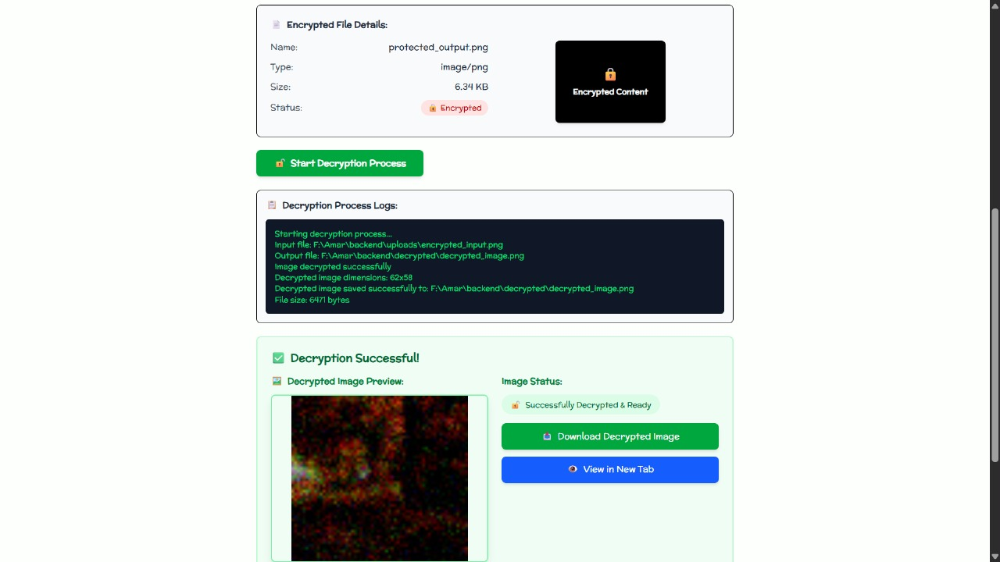 Encrypted File Details:
Name: protected_output.png
Type: image/png
Size: 6.34 KB
Status: Encrypted
Encrypted Content
Start Decryption Process
Decryption Process Logs:
Starting decryption process...
Input file: F:\Amar\backend\uploads\encrypted_input.png
Output file: F:\Amar\backend\decrypted\decrypted_image.png
Image decrypted successfully
Decrypted image dimensions: 62x58
Decrypted image saved successfully to: F:\Amar\backend\decrypted\decrypted_image.png
File size: 6471 bytes
Decryption Successful!
Decrypted Image Preview:
Image Status:
Successfully Decrypted & Ready
Download Decrypted Image
View in New Tab